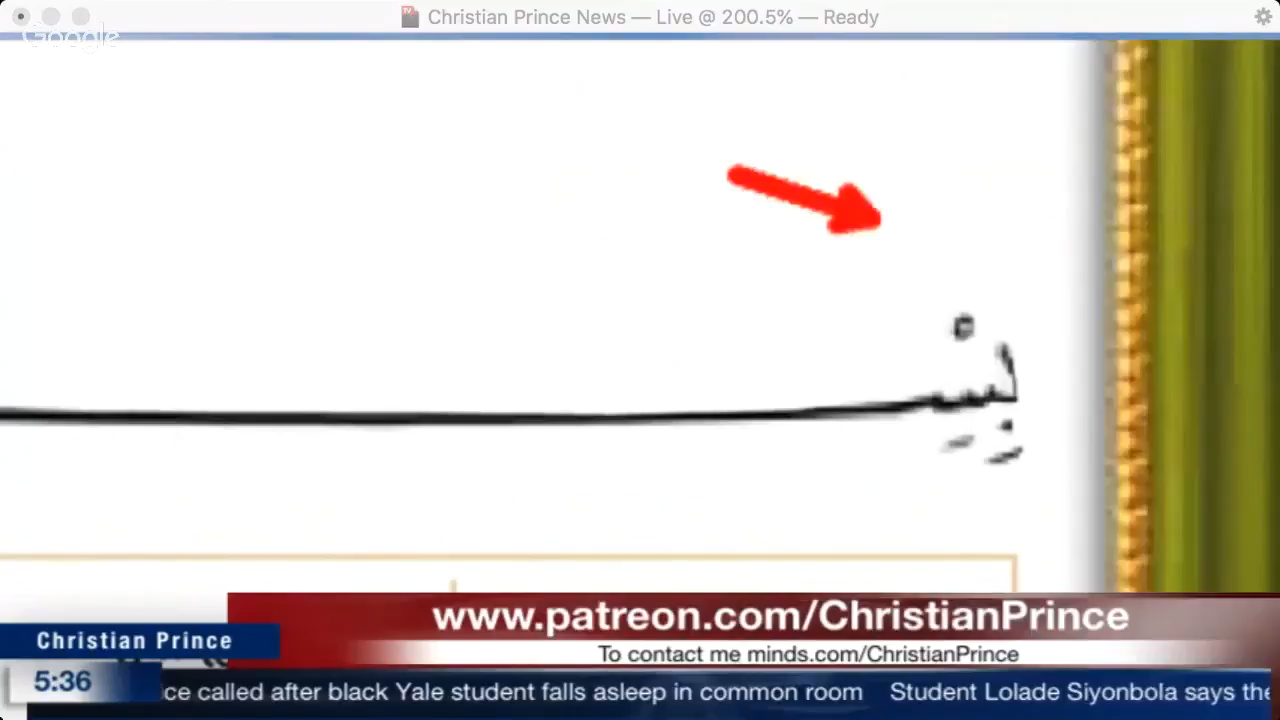 Christian Prince News — Live @ 200.5% — Ready
Google
www.patreon.com/ChristianPrince
Christian Prince
To contact me minds.com/ChristianPrince
5:36
ce called after black Yale student falls asleep in common room Student Lolade Siyonbola says the